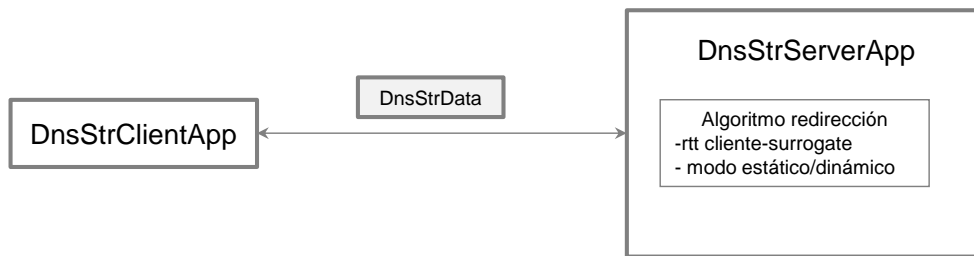 DnsStrClientApp
DnsStrData
DnsStrServerApp
Algoritmo redirección
-rtt cliente-surrogate
- modo estático/dinámico